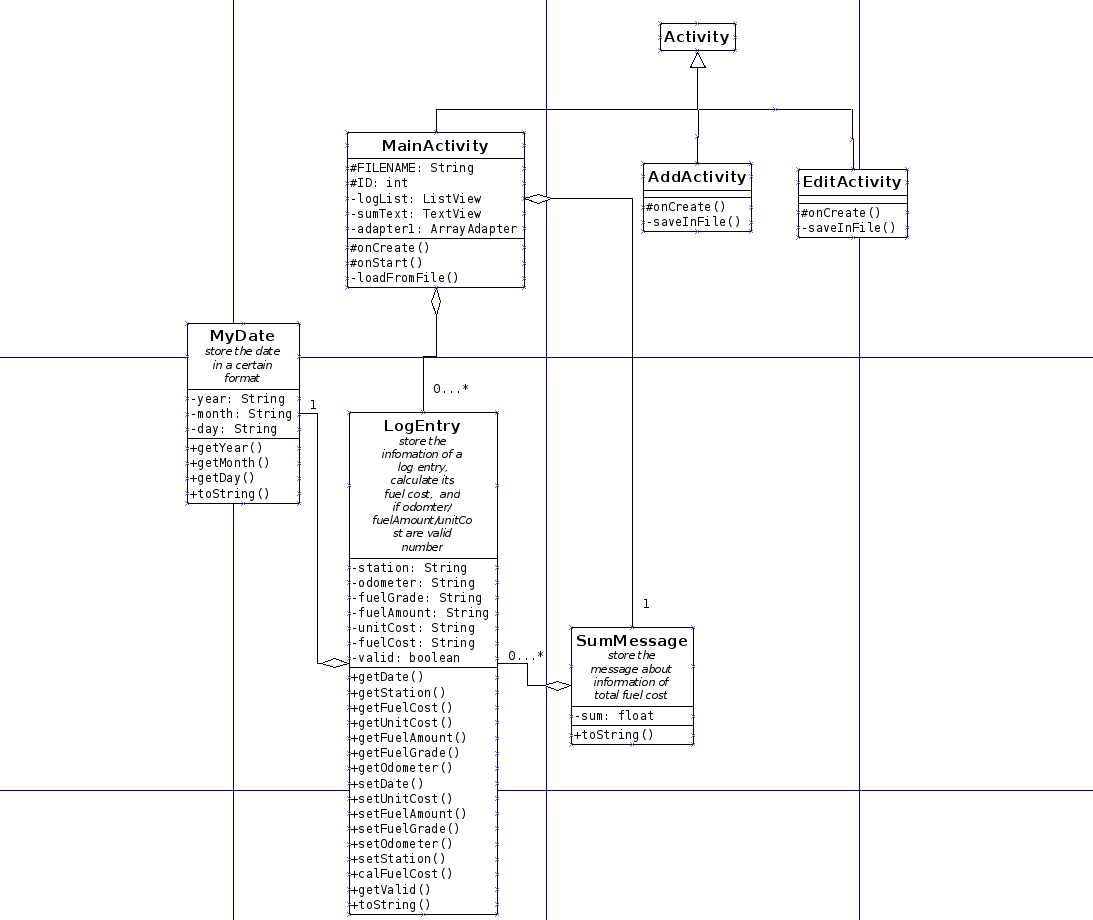 Activity
MainActivity
#FILENAME: String
#ID: int
-logList: ListView
-sumText: TextView
-adapter1: ArrayAdapter
#onCreate()
#onStart()
-loadFromFile()
AddActivity
#onCreate()
-saveInFile()
EditActivity
#onCreate()
-saveInFile()
MyDate
store the date
in a certain
format
-year: String
-month: String
-day: String
+getYear()
+getMonth()
+getDay()
+toString()
1
0...*
LogEntry
store the
infomation of a
log entry,
calculate its
fuel cost, and
if odomter/
fuelAmount/unitCo
st are valid
number
-station: String
-odometer: String
-fuelGrade: String
-fuelAmount: String
-unitCost: String
-fuelCost: String
-valid: boolean
+getDate()
+getStation()
+getFuelCost()
+getUnitCost()
+getFuelAmount()
+getFuelGrade()
+getOdometer()
+setDate()
+setUnitCost()
+setFuelAmount()
+setFuelGrade()
+setOdometer()
+setStation()
+calFuelCost()
+getValid()
+toString()
0...*
1
SumMessage
store the
message about
information of
total fuel cost
-sum: float
+toString()